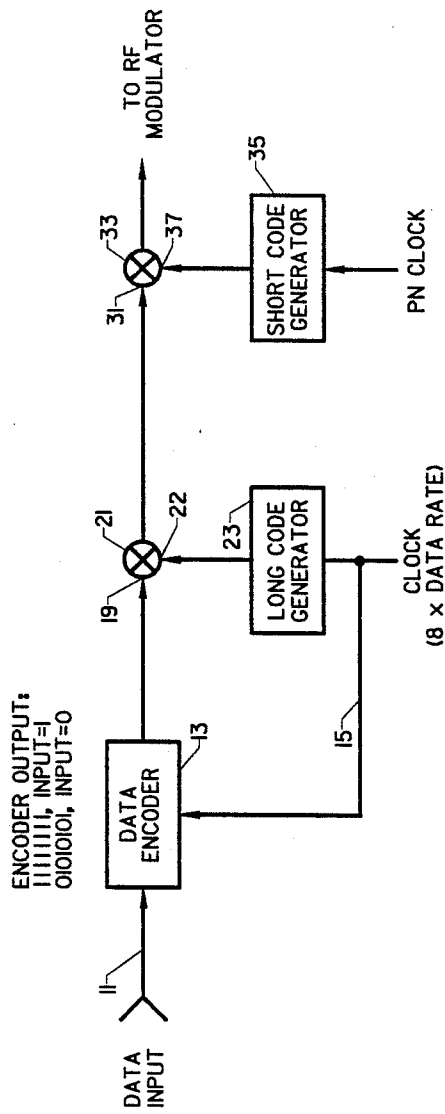 ENCODER OUTPUT:
11111111, INPUT=1
01010101, INPUT=0
DATA
INPUT
11
DATA
ENCODER
13
15
19
21
22
LONG CODE
GENERATOR
23
CLOCK
(8 x DATA RATE)
31
33
37
TO RF
MODULATOR
SHORT CODE
GENERATOR
35
PN CLOCK